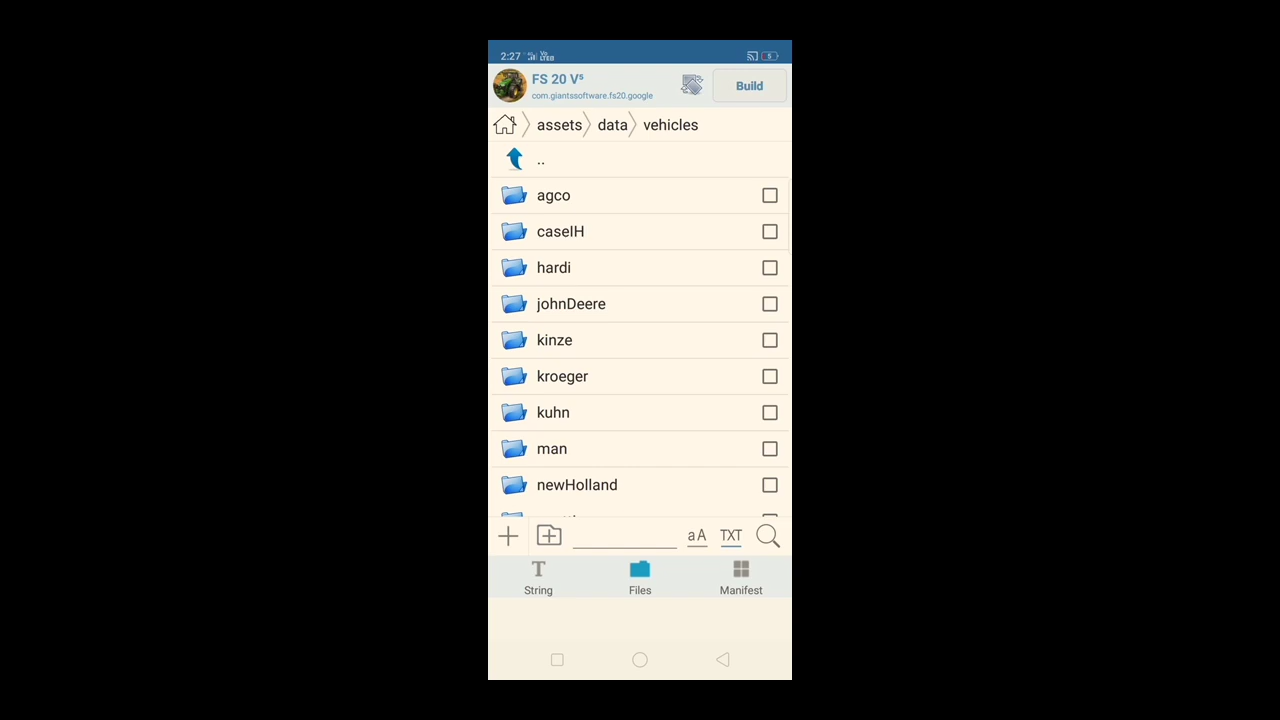 2:27
FS 20 Vˢ
com.giantssoftware.fs20.google
Build
assets
data
vehicles
..
agco
caseIH
hardi
johnDeere
kinze
kroeger
kuhn
man
newHolland
aA
TXT
String
Files
Manifest